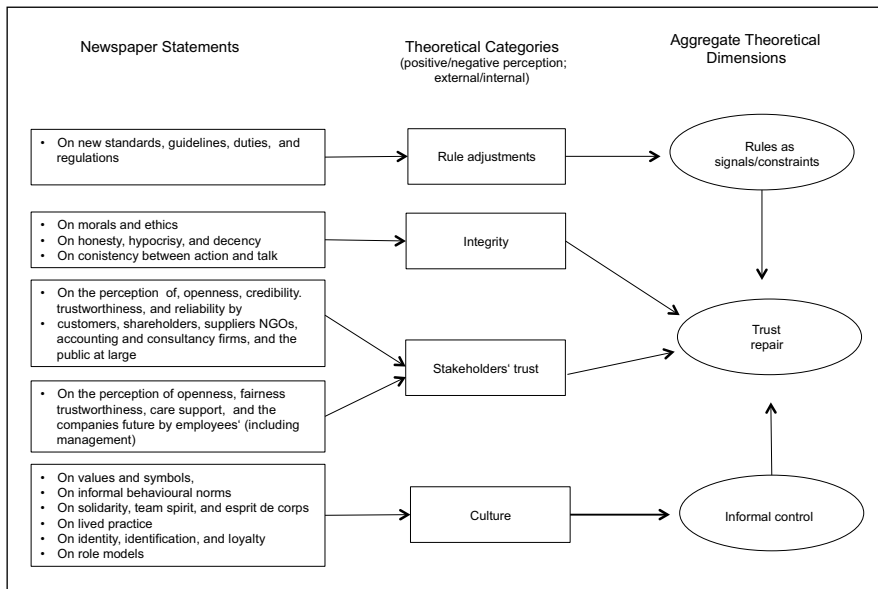 Newspaper Statements
Theoretical Categories
(positive/negative perception;
external/internal)
Aggregate Theoretical
Dimensions
• On new standards, guidelines, duties, and
regulations
Rule adjustments
Rules as
signals/constraints
• On morals and ethics
• On honesty, hypocrisy, and decency
• On conistency between action and talk
Integrity
• On the perception of, openness, credibility.
trustworthiness, and reliability by
• customers, shareholders, suppliers NGOs,
accounting and consultancy firms, and the
public at large
Stakeholders‘ trust
Trust
repair
• On the perception of openness, fairness
trustworthiness, care support, and the
companies future by employees‘ (including
management)
• On values and symbols,
• On informal behavioural norms
• On solidarity, team spirit, and esprit de corps
• On lived practice
• On identity, identification, and loyalty
• On role models
Culture
Informal control